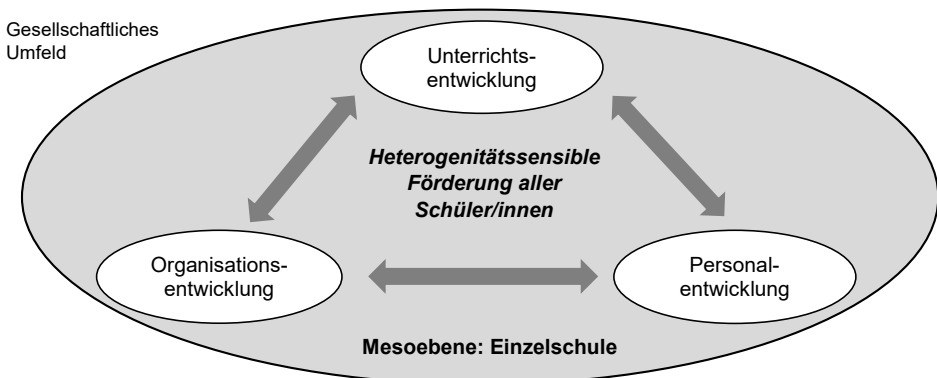 Gesellschaftliches
Umfeld
Unterrichts-
entwicklung
Heterogenitätssensible
Förderung aller
Schüler/innen
Organisations-
entwicklung
Personal-
entwicklung
Mesoebene: Einzelschule